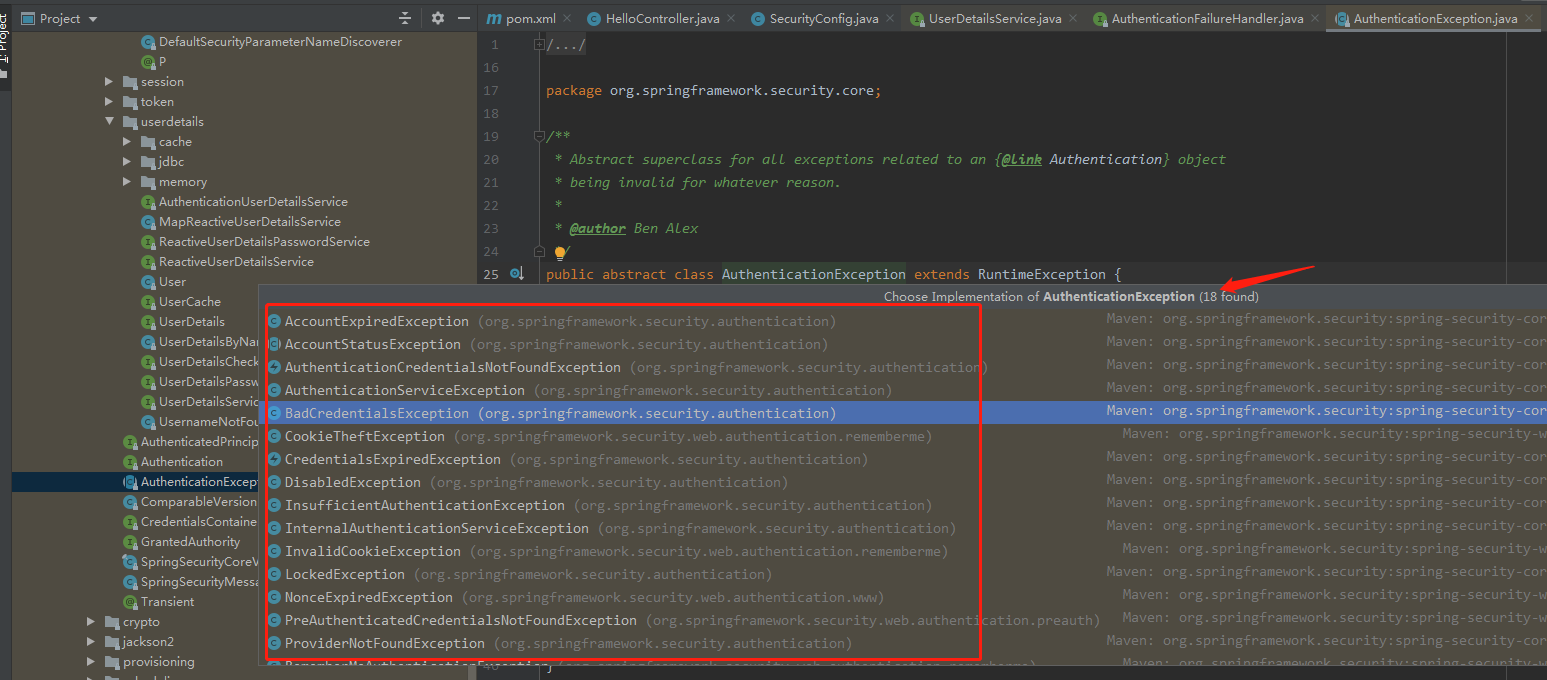 1: Project
Project
pom.xml
HelloController.java
SecurityConfig.java
UserDetailsService.java
AuthenticationFailureHandler.java
AuthenticationException.java
DefaultSecurityParameterNameDiscoverer
P
session
token
userdetails
cache
jdbc
memory
AuthenticationUserDetailsService
MapReactiveUserDetailsService
ReactiveUserDetailsPasswordService
ReactiveUserDetailsService
User
UserCache
UserDetails
UserDetailsByNa
UserDetailsCheck
UserDetailsPassw
UserDetailsServic
UsernameNotFou
AuthenticatedPrincip
Authentication
AuthenticationExcept
ComparableVersion
CredentialsContaine
GrantedAuthority
SpringSecurityCoreV
SpringSecurityMessa
Transient
crypto
jackson2
provisioning
1 /.../
16
17 package org.springframework.security.core;
18
19 /**
20 * Abstract superclass for all exceptions related to an {@link Authentication} object
21 * being invalid for whatever reason.
22 *
23 * @author Ben Alex
24 */
25 public abstract class AuthenticationException extends RuntimeException {
Choose Implementation of AuthenticationException (18 found)
AccountExpiredException (org.springframework.security.authentication) Maven: org.springframework.security:spring-security-cor
AccountStatusException (org.springframework.security.authentication) Maven: org.springframework.security:spring-security-cor
AuthenticationCredentialsNotFoundException (org.springframework.security.authentication) Maven: org.springframework.security:spring-security-cor
AuthenticationServiceException (org.springframework.security.authentication) Maven: org.springframework.security:spring-security-cor
BadCredentialsException (org.springframework.security.authentication) Maven: org.springframework.security:spring-security-cor
CookieTheftException (org.springframework.security.web.authentication.rememberme) Maven: org.springframework.security:spring-security-w
CredentialsExpiredException (org.springframework.security.authentication) Maven: org.springframework.security:spring-security-cor
DisabledException (org.springframework.security.authentication) Maven: org.springframework.security:spring-security-cor
InsufficientAuthenticationException (org.springframework.security.authentication) Maven: org.springframework.security:spring-security-cor
InternalAuthenticationServiceException (org.springframework.security.authentication) Maven: org.springframework.security:spring-security-cor
InvalidCookieException (org.springframework.security.web.authentication.rememberme) Maven: org.springframework.security:spring-security-w
LockedException (org.springframework.security.authentication) Maven: org.springframework.security:spring-security-cor
NonceExpiredException (org.springframework.security.web.authentication.www) Maven: org.springframework.security:spring-security-w
PreAuthenticatedCredentialsNotFoundException (org.springframework.security.web.authentication.preauth) Maven: org.springframework.security:spring-security-w
ProviderNotFoundException (org.springframework.security.authentication) Maven: org.springframework.security:spring-security-cor